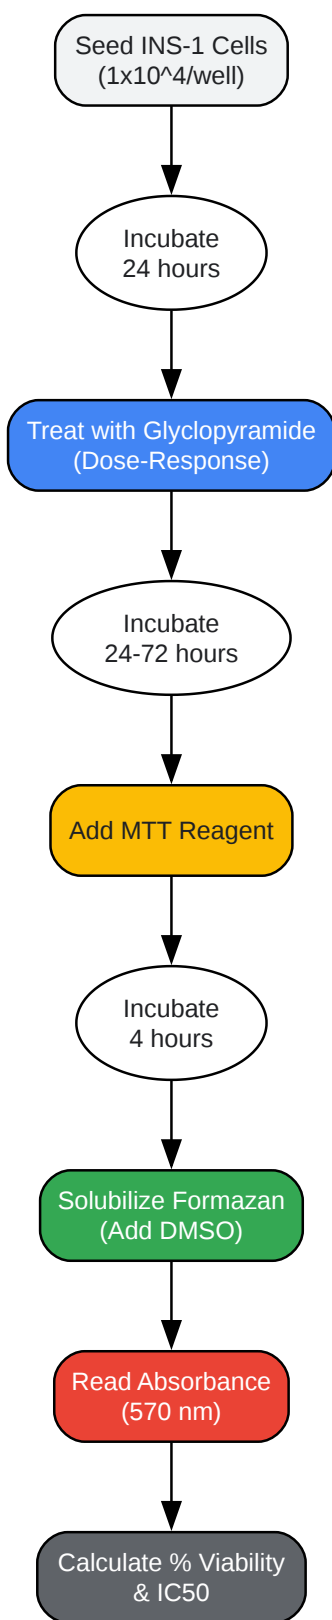 Seed INS-1 Cells
(1x10^4/well)
Incubate
24 hours
Treat with Glyclopyramide
(Dose-Response)
Incubate
24-72 hours
Add MTT Reagent
Incubate
4 hours
Solubilize Formazan
(Add DMSO)
Read Absorbance
(570 nm)
Calculate % Viability
& IC50